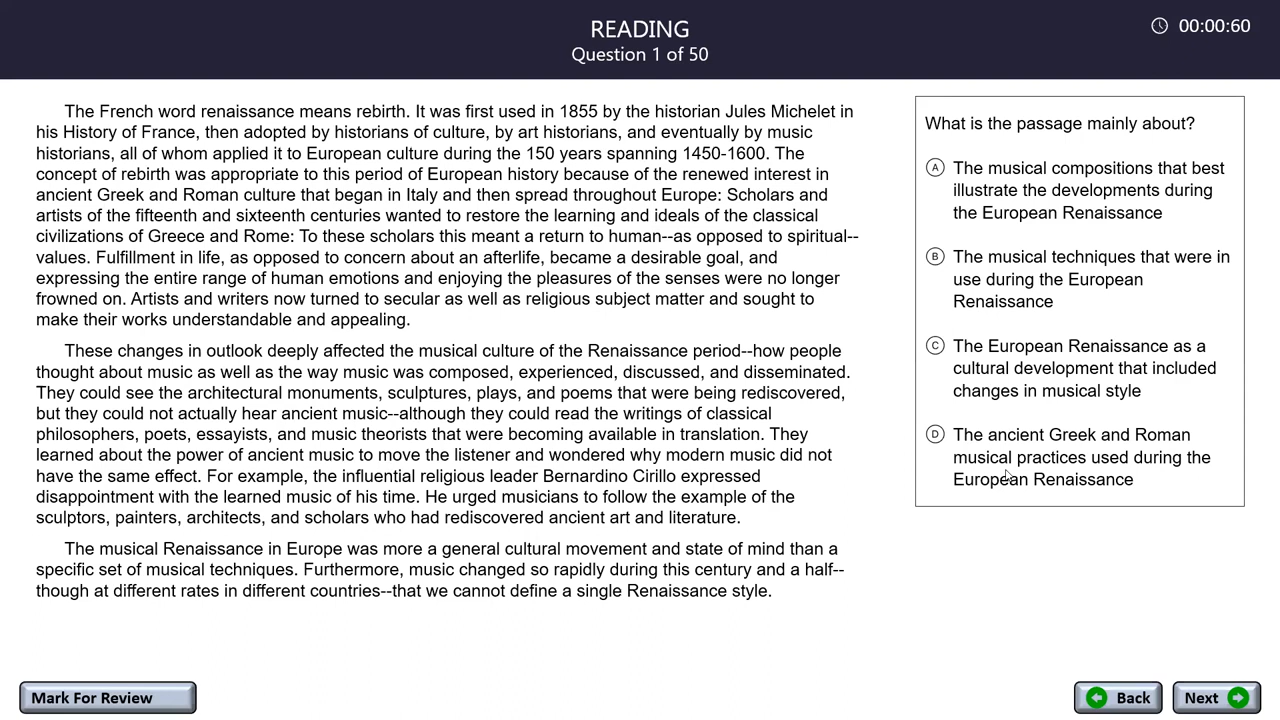 READING
Question 1 of 50
00:00:60
The French word renaissance means rebirth. It was first used in 1855 by the historian Jules Michelet in
his History of France, then adopted by historians of culture, by art historians, and eventually by music
historians, all of whom applied it to European culture during the 150 years spanning 1450-1600. The
concept of rebirth was appropriate to this period of European history because of the renewed interest in
ancient Greek and Roman culture that began in Italy and then spread throughout Europe: Scholars and
artists of the fifteenth and sixteenth centuries wanted to restore the learning and ideals of the classical
civilizations of Greece and Rome: To these scholars this meant a return to human--as opposed to spiritual--
values. Fulfillment in life, as opposed to concern about an afterlife, became a desirable goal, and
expressing the entire range of human emotions and enjoying the pleasures of the senses were no longer
frowned on. Artists and writers now turned to secular as well as religious subject matter and sought to
make their works understandable and appealing.
These changes in outlook deeply affected the musical culture of the Renaissance period--how people
thought about music as well as the way music was composed, experienced, discussed, and disseminated.
They could see the architectural monuments, sculptures, plays, and poems that were being rediscovered,
but they could not actually hear ancient music--although they could read the writings of classical
philosophers, poets, essayists, and music theorists that were becoming available in translation. They
learned about the power of ancient music to move the listener and wondered why modern music did not
have the same effect. For example, the influential religious leader Bernardino Cirillo expressed
disappointment with the learned music of his time. He urged musicians to follow the example of the
sculptors, painters, architects, and scholars who had rediscovered ancient art and literature.
The musical Renaissance in Europe was more a general cultural movement and state of mind than a
specific set of musical techniques. Furthermore, music changed so rapidly during this century and a half--
though at different rates in different countries--that we cannot define a single Renaissance style.
What is the passage mainly about?
A The musical compositions that best
illustrate the developments during
the European Renaissance
B The musical techniques that were in
use during the European
Renaissance
C The European Renaissance as a
cultural development that included
changes in musical style
D The ancient Greek and Roman
musical practices used during the
European Renaissance
Mark For Review
Back
Next